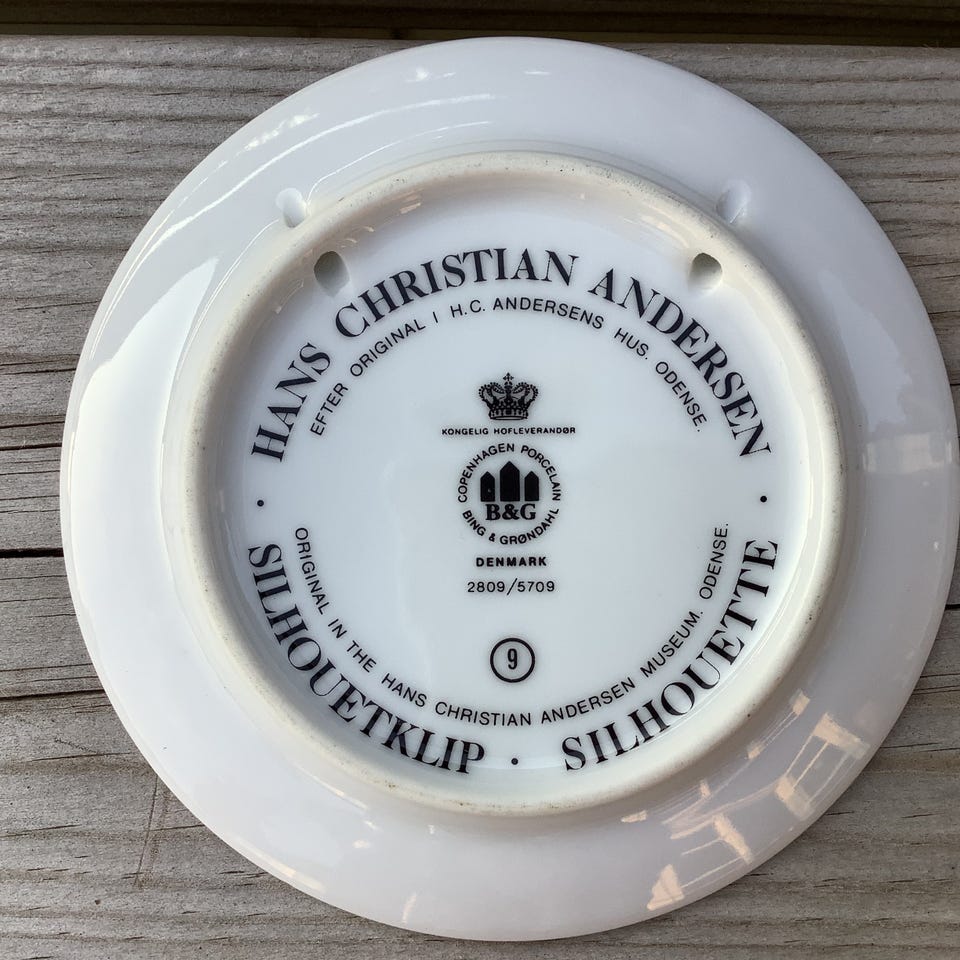 HANS CHRISTIAN ANDERSEN
EFTER ORIGINAL I H.C. ANDERSENS HUS. ODENSE.
KONGELIG HOFLEVERANDØR
COPENHAGEN PORCELAIN
B&G
BING & GRØNDAHL
DENMARK
2809/5709
9
ORIGINAL IN THE HANS CHRISTIAN ANDERSEN MUSEUM. ODENSE.
• SILHOUETKLIP • SILHOUETTE •